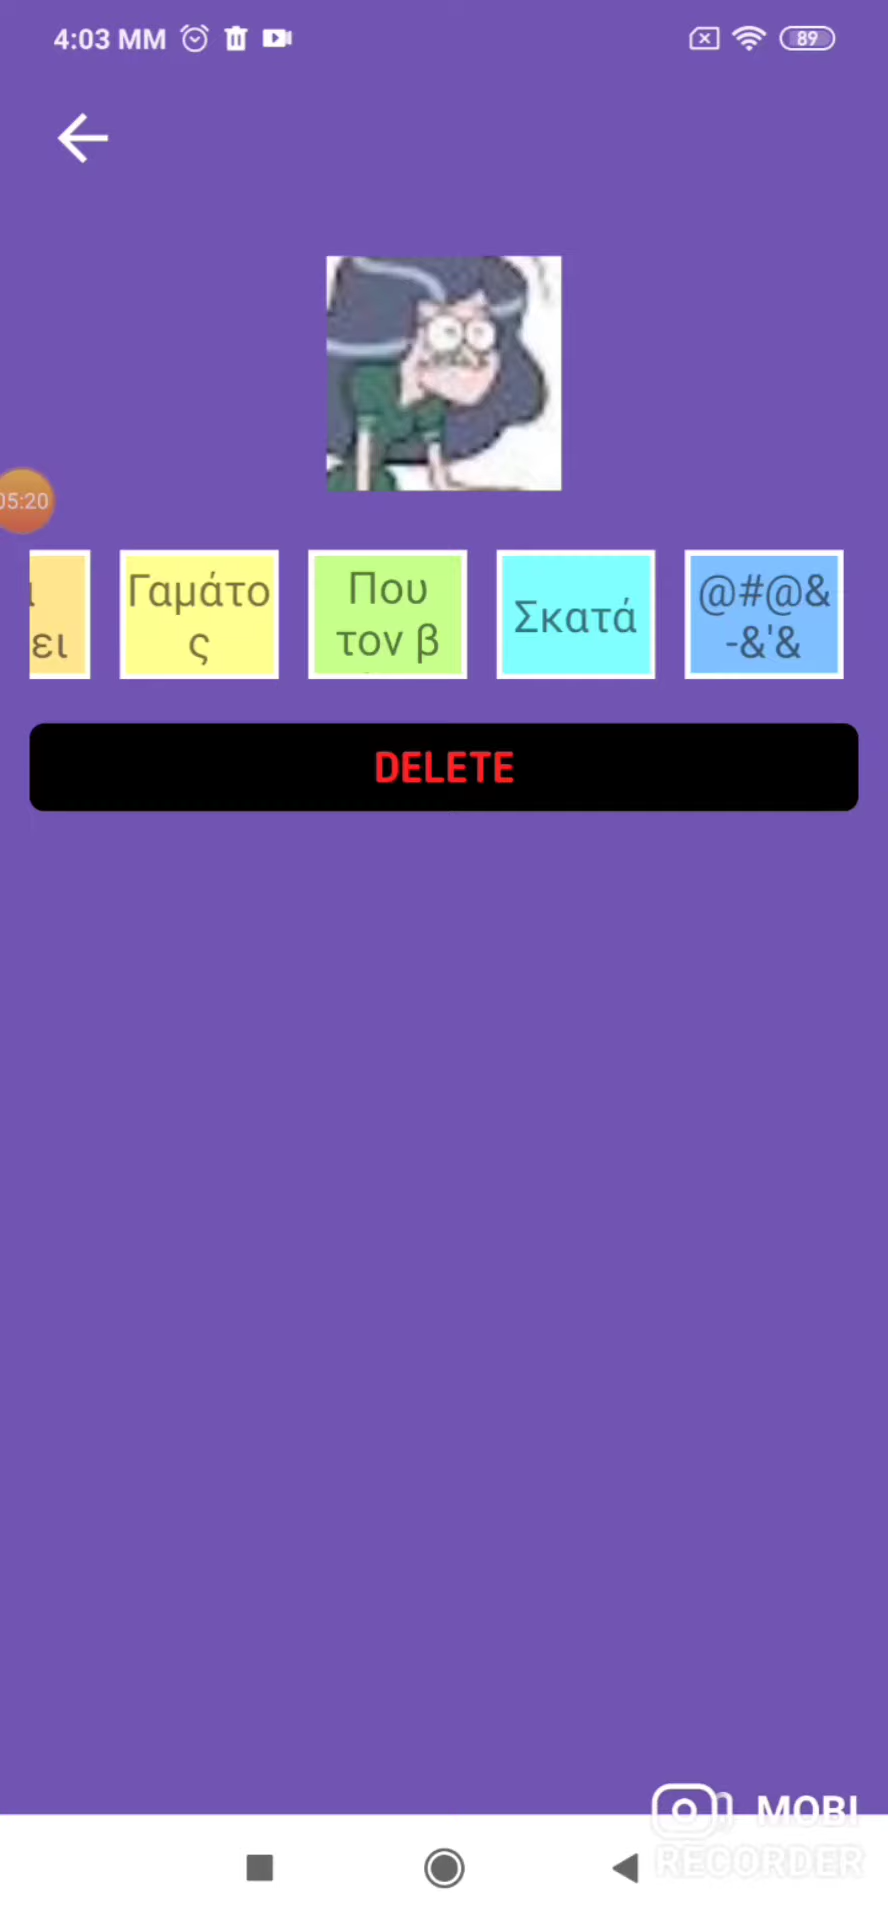 4:03 MM
89
05:20
ει
Γαμάτο
ς
Που
τον β
Σκατά
@#@&
-&'&
DELETE
MOBI
RECORDER